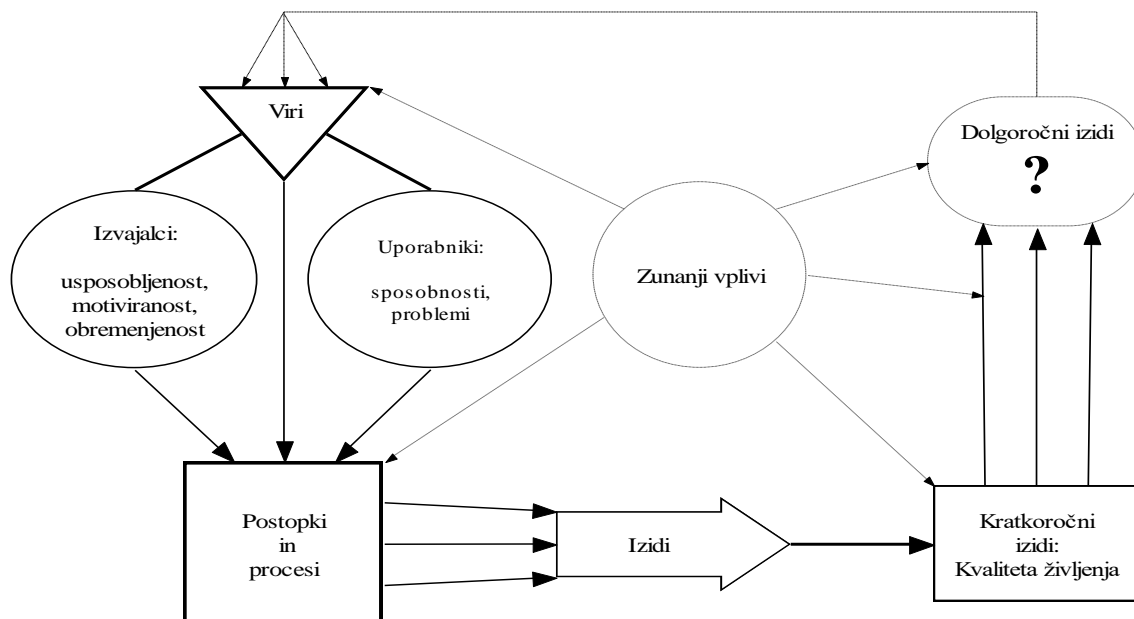 Viri
Dolgoročni izidi
?
Izvajalci:
usposobljenost,
motiviranost,
obremenjenost
Uporabniki:
sposobnosti,
problemi
Zunanji vplivi
Postopki
in
procesi
Izidi
Kratkoročni
izidi:
Kvaliteta življenja